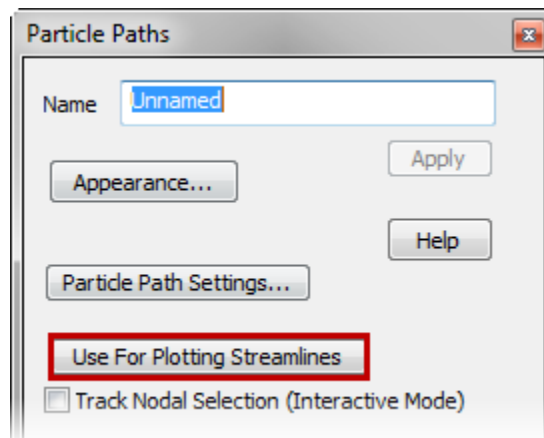 Particle Paths
Name Unnamed
Apply
Appearance...
Help
Particle Path Settings...
Use For Plotting Streamlines
Track Nodal Selection (Interactive Mode)